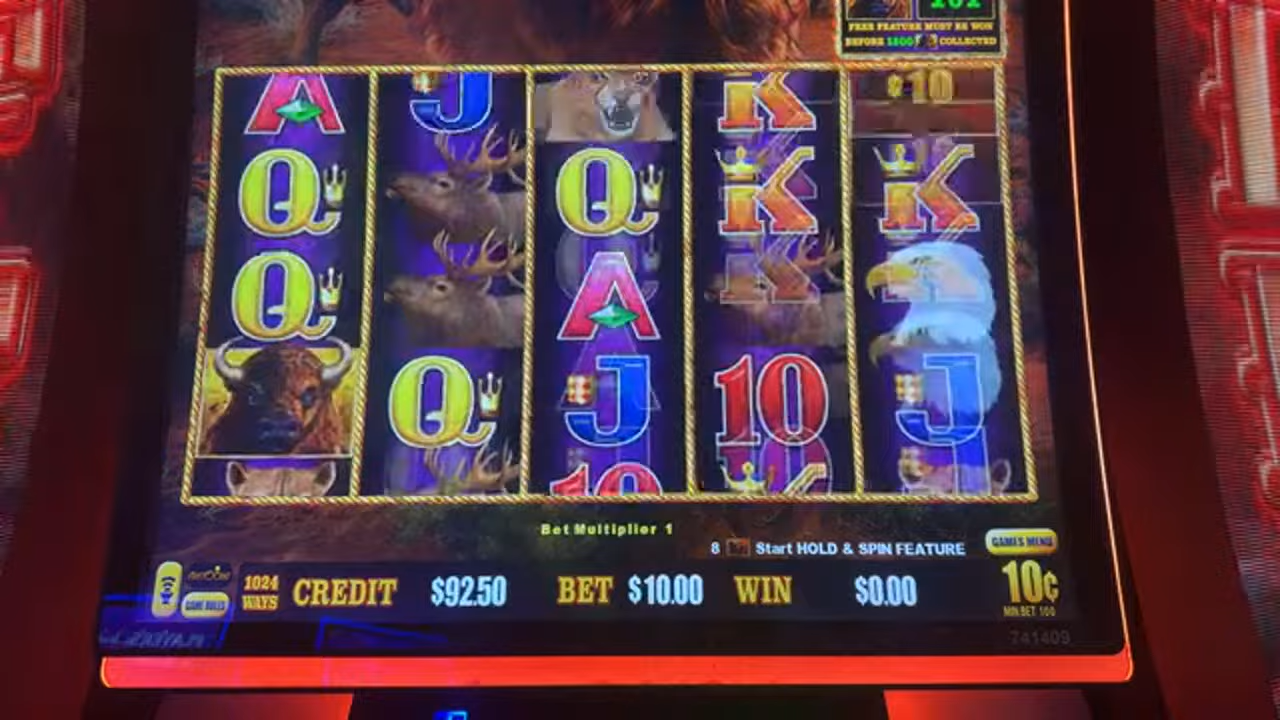 101
FREE FEATURE MUST BE WON
BEFORE 1800 COLLECTED
A J K $10
Q Q K K
Q A
Q J 10 J
10
Bet Multiplier 1
8 Start HOLD & SPIN FEATURE
GAMES MENU
1024 WAYS
CREDIT $92.50 BET $10.00 WIN $0.00
10¢
GAME RULES
MIN BET 100
741409